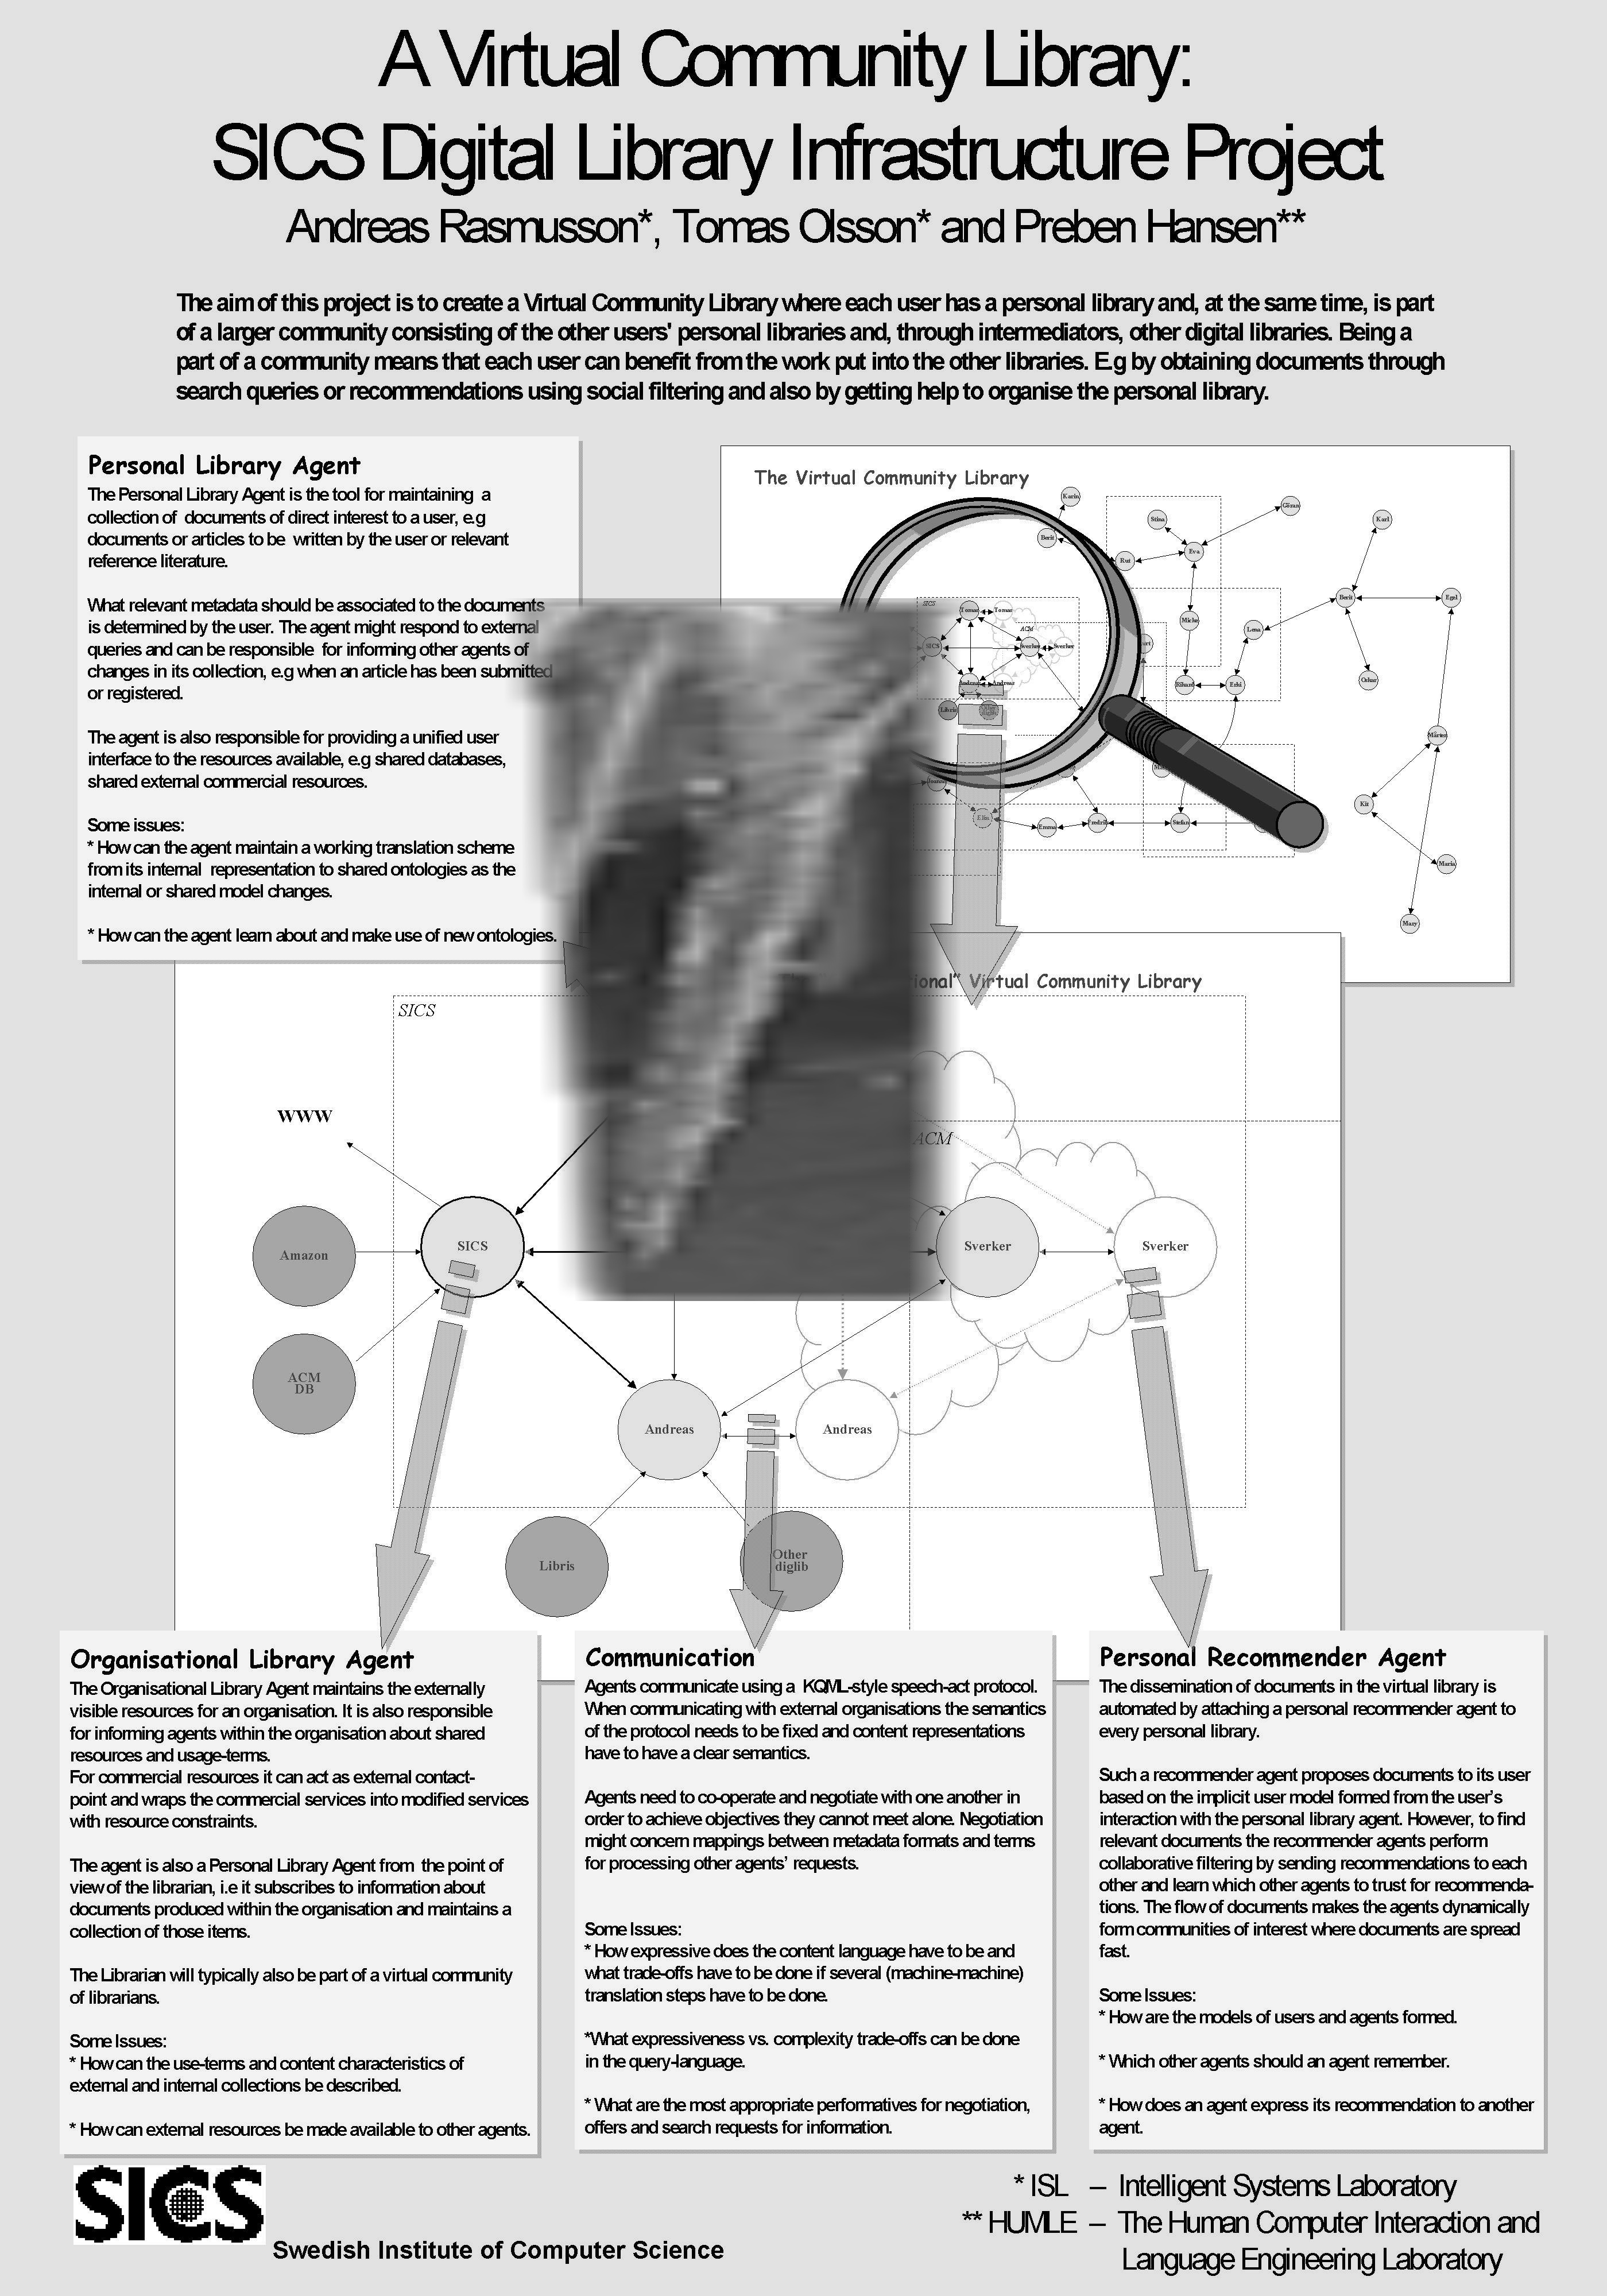 A Virtual Community Library:
SICS Digital Library Infrastructure Project
Andreas Rasmusson*, Tomas Olsson* and Preben Hansen**
The aim of this project is to create a Virtual Community Library where each user has a personal library and, at the same time, is part
of a larger community consisting of the other users' personal libraries and, through intermediators, other digital libraries. Being a
part of a community means that each user can benefit from the work put into the other libraries. E.g by obtaining documents through
search queries or recommendations using social filtering and also by getting help to organise the personal library.
Personal Library Agent
The Personal Library Agent is the tool for maintaining a
collection of documents of direct interest to a user, e.g
documents or articles to be written by the user or relevant
reference literature.
What relevant metadata should be associated to the documents
is determined by the user. The agent might respond to external
queries and can be responsible for informing other agents of
changes in its collection, e.g when an article has been submitted
or registered.
The agent is also responsible for providing a unified user
interface to the resources available, e.g shared databases,
shared external commercial resources.
Some issues:
* How can the agent maintain a working translation scheme
from its internal representation to shared ontologies as the
internal or shared model changes.
* How can the agent learn about and make use of new ontologies.
The Virtual Community Library
Karin
Berit
Stina
Eva
Rut
Göran
Karl
Berit
Egil
Micke
Lena
Rikard
Erki
Oskar
Mårten
Kit
Maria
Mary
SICS
Tomas
Tomas
ACM
SICS
Sverker
Sverker
Andreas
Andreas
Libris
Elin
Emma
Fredrik
Stefan
Virtual Community Library
SICS
ACM
WWW
Amazon
SICS
Sverker
Sverker
ACM
DB
Andreas
Andreas
Libris
Other
diglib
Organisational Library Agent
The Organisational Library Agent maintains the externally
visible resources for an organisation. It is also responsible
for informing agents within the organisation about shared
resources and usage-terms.
For commercial resources it can act as external contact-
point and wraps the commercial services into modified services
with resource constraints.
The agent is also a Personal Library Agent from the point of
view of the librarian, i.e it subscribes to information about
documents produced within the organisation and maintains a
collection of those items.
The Librarian will typically also be part of a virtual community
of librarians.
Some Issues:
* How can the use-terms and content characteristics of
external and internal collections be described.
* How can external resources be made available to other agents.
Communication
Agents communicate using a KQML-style speech-act protocol.
When communicating with external organisations the semantics
of the protocol needs to be fixed and content representations
have to have a clear semantics.
Agents need to co-operate and negotiate with one another in
order to achieve objectives they cannot meet alone. Negotiation
might concern mappings between metadata formats and terms
for processing other agents' requests.
Some Issues:
* How expressive does the content language have to be and
what trade-offs have to be done if several (machine-machine)
translation steps have to be done.
*What expressiveness vs. complexity trade-offs can be done
in the query-language.
* What are the most appropriate performatives for negotiation,
offers and search requests for information.
Personal Recommender Agent
The dissemination of documents in the virtual library is
automated by attaching a personal recommender agent to
every personal library.
Such a recommender agent proposes documents to its user
based on the implicit user model formed from the user's
interaction with the personal library agent. However, to find
relevant documents the recommender agents perform
collaborative filtering by sending recommendations to each
other and learn which other agents to trust for recommenda-
tions. The flow of documents makes the agents dynamically
form communities of interest where documents are spread
fast.
Some Issues:
* How are the models of users and agents formed.
* Which other agents should an agent remember.
* How does an agent express its recommendation to another
agent.
SICS
Swedish Institute of Computer Science
* ISL – Intelligent Systems Laboratory
** HUMLE – The Human Computer Interaction and
Language Engineering Laboratory